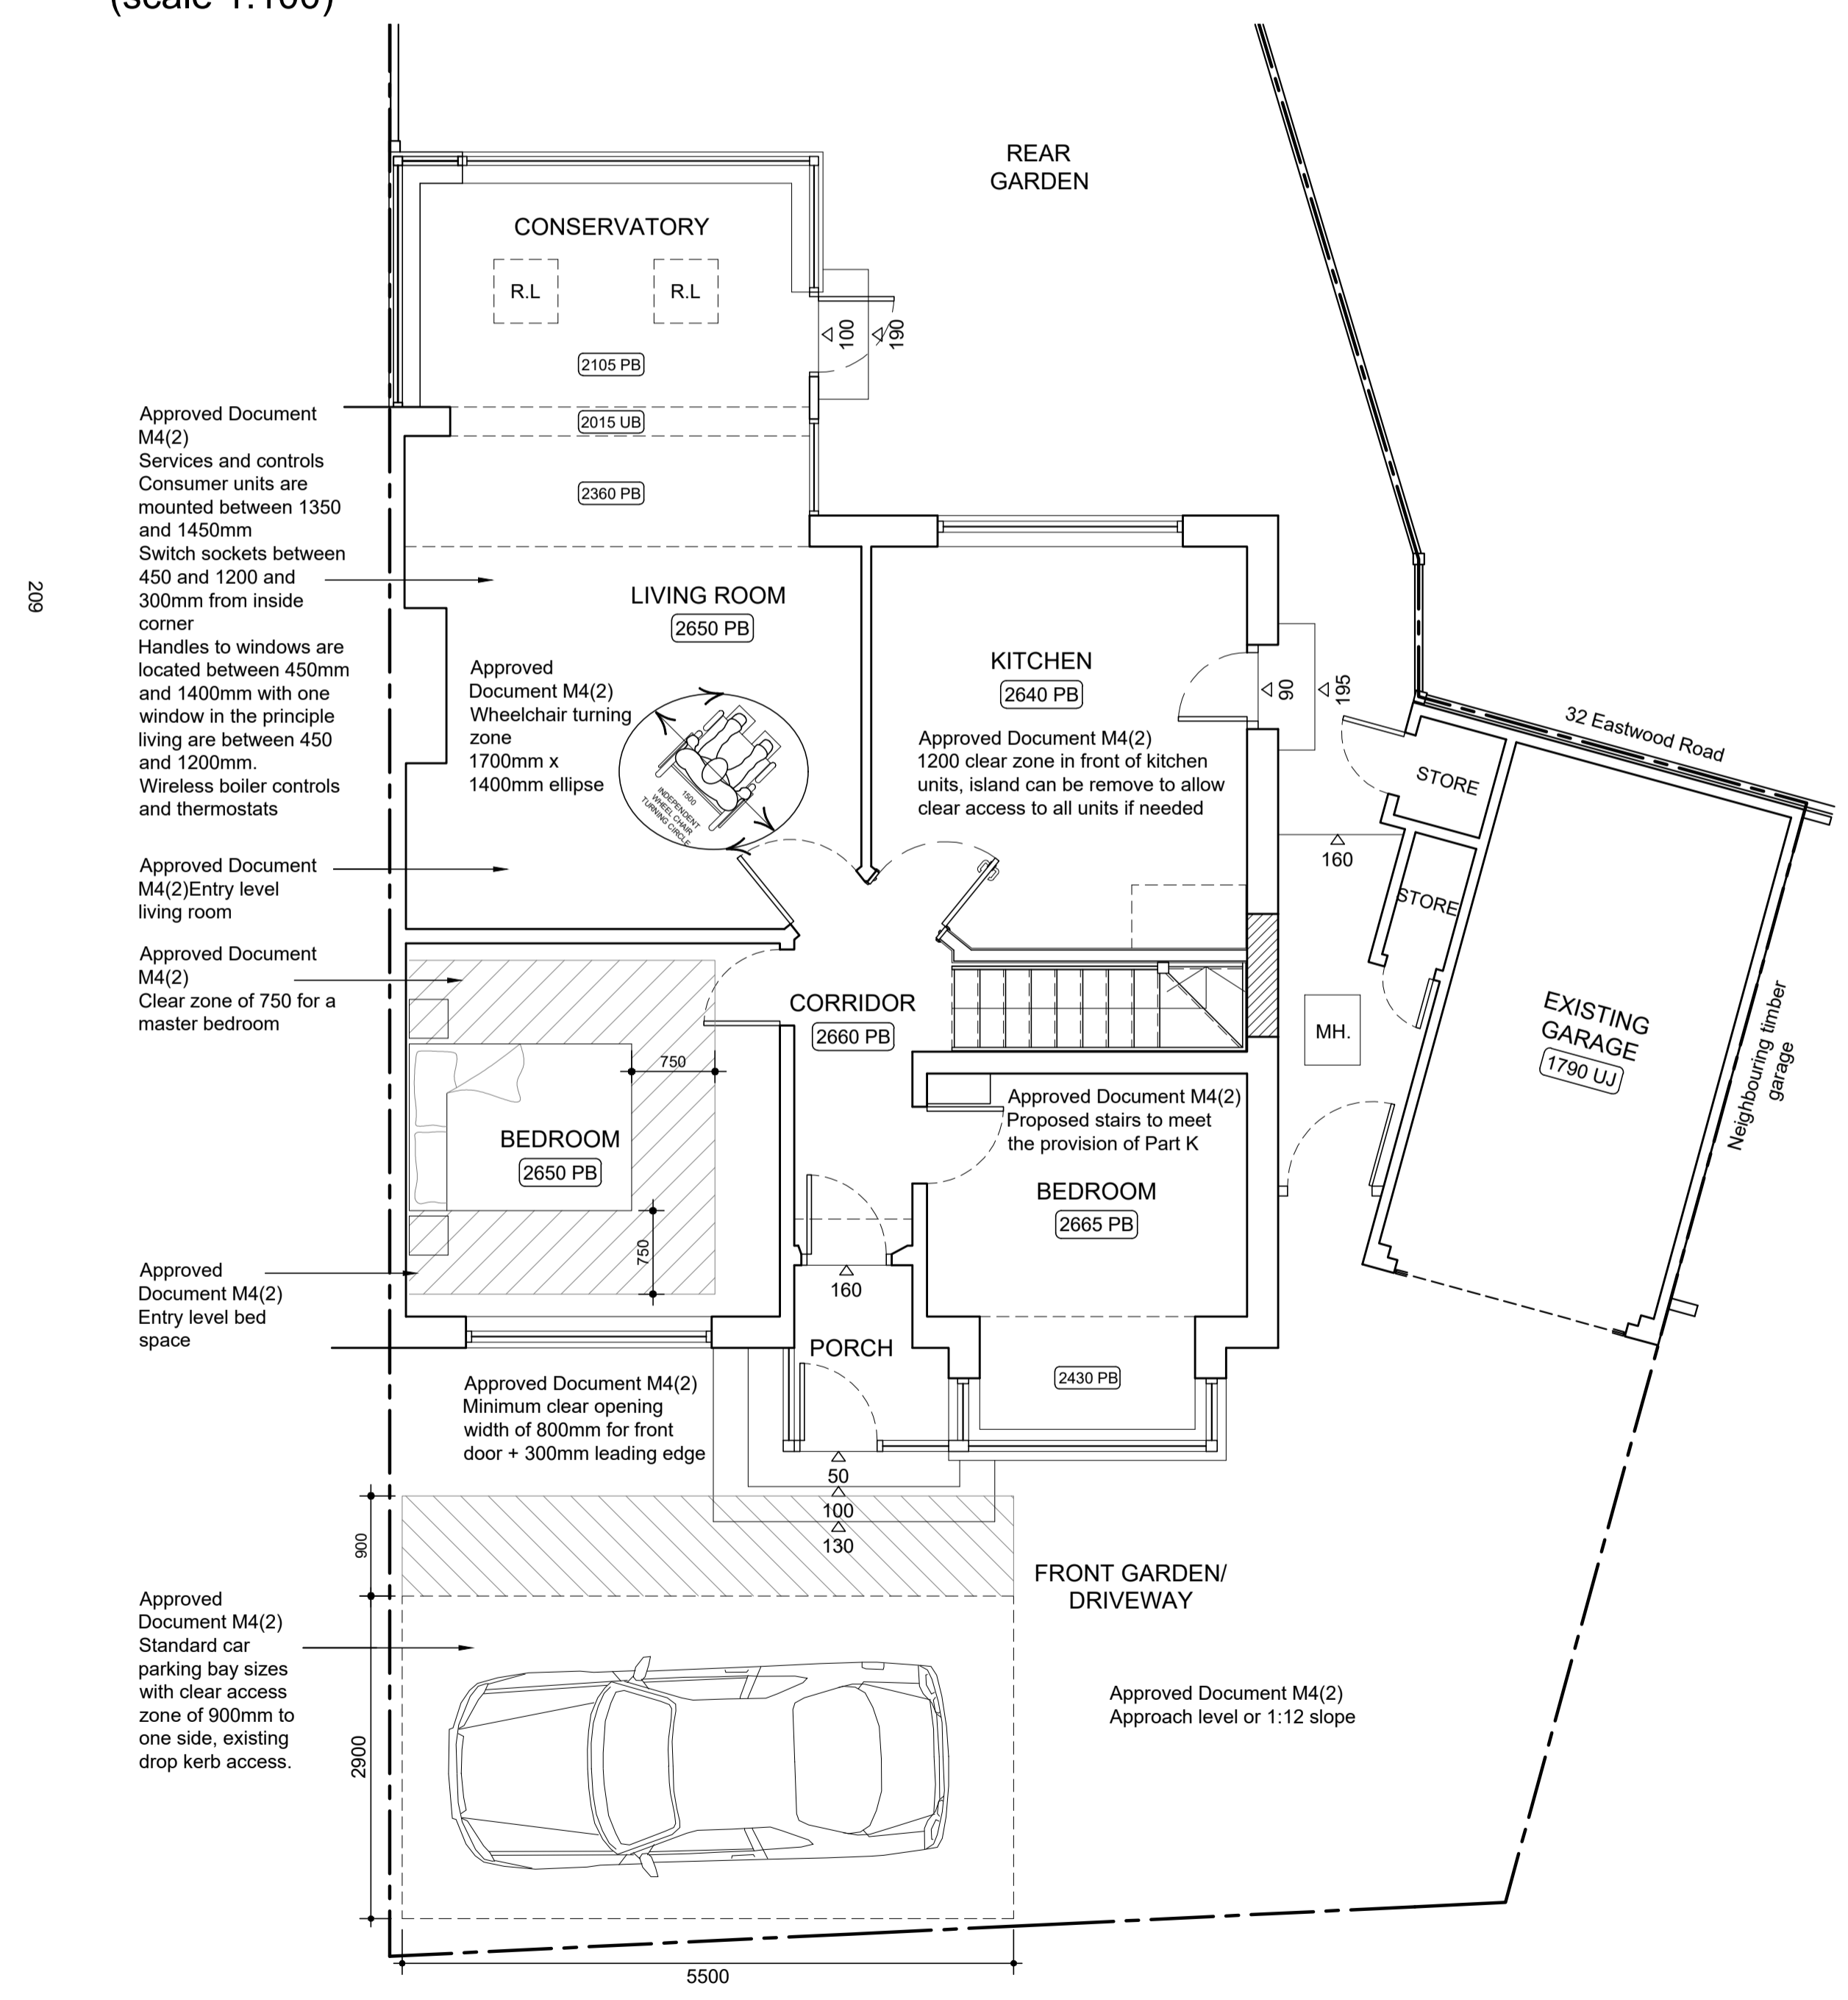 (scale 1:100)
REAR
GARDEN
CONSERVATORY
R.L
R.L
100
190
2105 PB
2015 UB
2360 PB
Approved Document
M4(2)
Services and controls
Consumer units are
mounted between 1350
and 1450mm
Switch sockets between
450 and 1200 and
300mm from inside
corner
Handles to windows are
located between 450mm
and 1400mm with one
window in the principle
living are between 450
and 1200mm.
Wireless boiler controls
and thermostats
209
LIVING ROOM
2650 PB
Approved
Document M4(2)
Wheelchair turning
zone
1700mm x
1400mm ellipse
1500
INDEPENDENT
WHEEL CHAIR
TURNING CIRCLE
KITCHEN
2640 PB
Approved Document M4(2)
1200 clear zone in front of kitchen
units, island can be remove to allow
clear access to all units if needed
90
195
32 Eastwood Road
STORE
160
STORE
Approved Document
M4(2)Entry level
living room
Approved Document
M4(2)
Clear zone of 750 for a
master bedroom
CORRIDOR
2660 PB
MH.
EXISTING
GARAGE
1790 UJ
Neighbouring timber
garage
750
BEDROOM
2650 PB
750
Approved Document M4(2)
Proposed stairs to meet
the provision of Part K
BEDROOM
2665 PB
Approved
Document M4(2)
Entry level bed
space
160
PORCH
2430 PB
Approved Document M4(2)
Minimum clear opening
width of 800mm for front
door + 300mm leading edge
50
100
130
900
FRONT GARDEN/
DRIVEWAY
Approved
Document M4(2)
Standard car
parking bay sizes
with clear access
zone of 900mm to
one side, existing
drop kerb access.
2900
Approved Document M4(2)
Approach level or 1:12 slope
5500